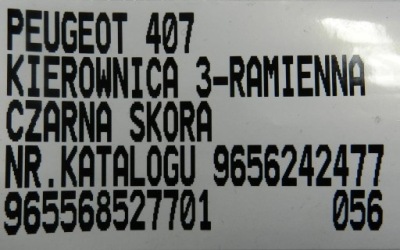 PEUGEOT 407
KIEROWNICA 3-RAMIENNA
CZARNA SKORA
NR.KATALOGU 9656242477
965568527701 056